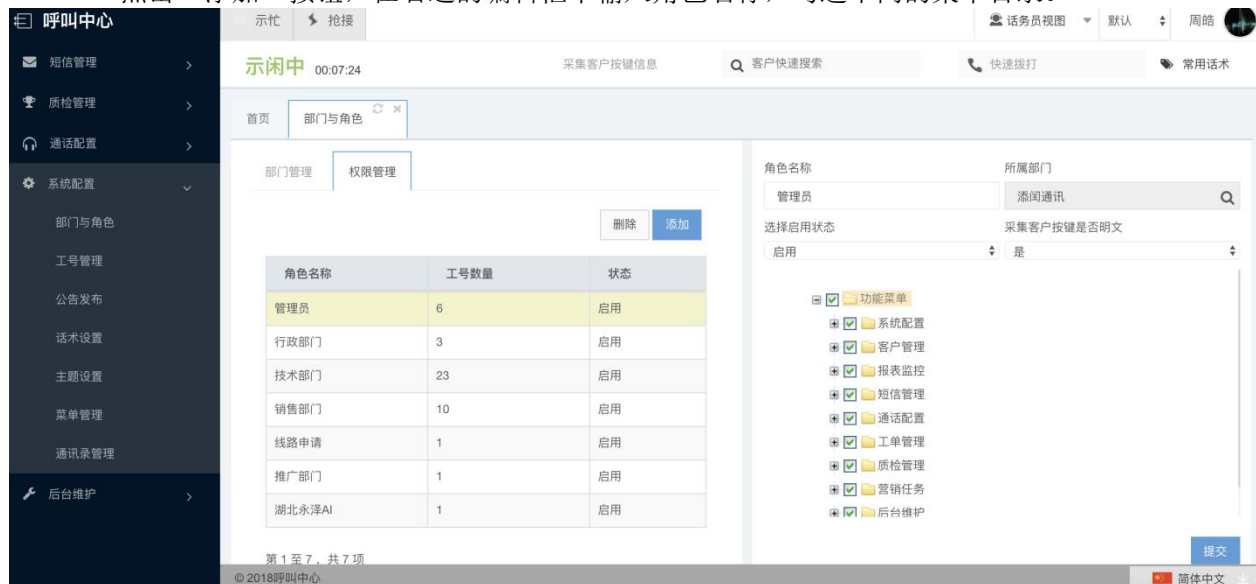 呼叫中心
示忙 抢接 话务员视图 默认 周皓
短信管理
质检管理
通话配置
系统配置
部门与角色
工号管理
公告发布
话术设置
主题设置
菜单管理
通讯录管理
后台维护
示闲中 00:07:24 采集客户按键信息 客户快速搜索 快速拨打 常用话术
首页 部门与角色
部门管理 权限管理
删除 添加
角色名称 工号数量 状态
管理员 6 启用
行政部门 3 启用
技术部门 23 启用
销售部门 10 启用
线路申请 1 启用
推广部门 1 启用
湖北永泽AI 1 启用
第 1 至 7 , 共 7 项
角色名称 所属部门
管理员 添闰通讯
选择启用状态 采集客户按键是否明文
启用 是
功能菜单
系统配置
客户管理
报表监控
短信管理
通话配置
工单管理
质检管理
营销任务
后台维护
提交
© 2018呼叫中心 简体中文